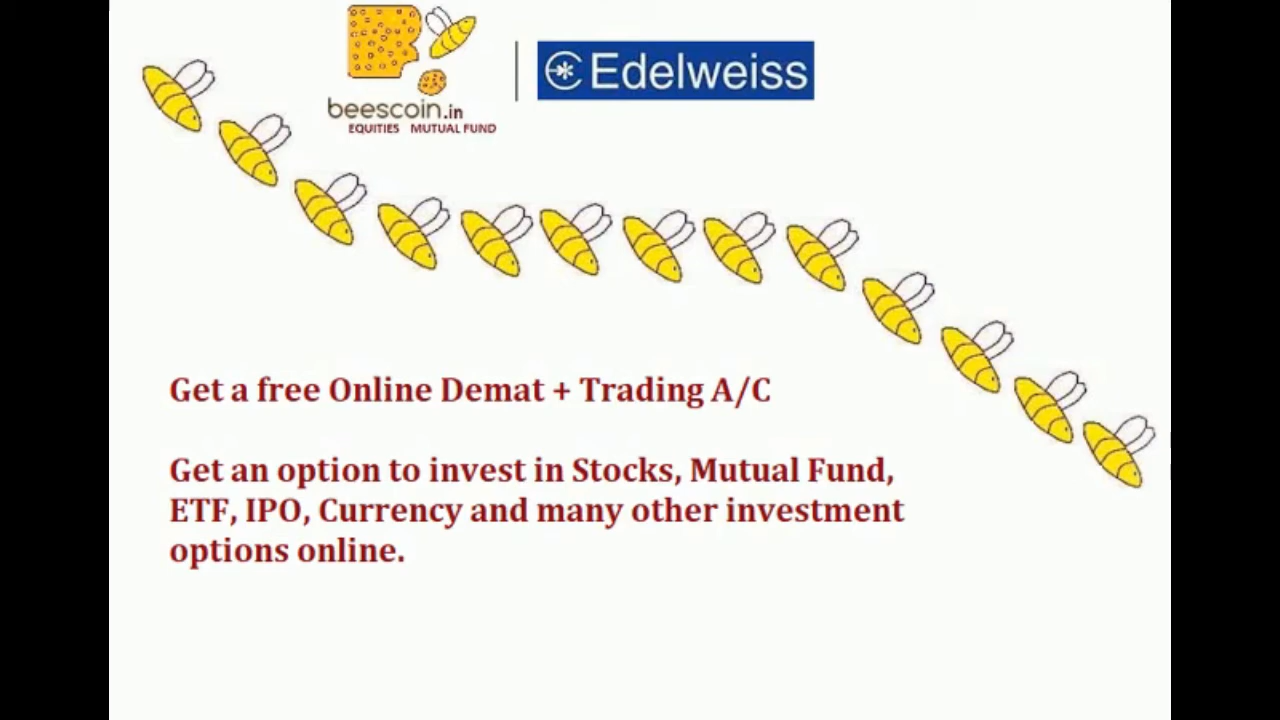 beescoin.in
EQUITIES MUTUAL FUND
Edelweiss
Get a free Online Demat + Trading A/C
Get an option to invest in Stocks, Mutual Fund,
ETF, IPO, Currency and many other investment
options online.